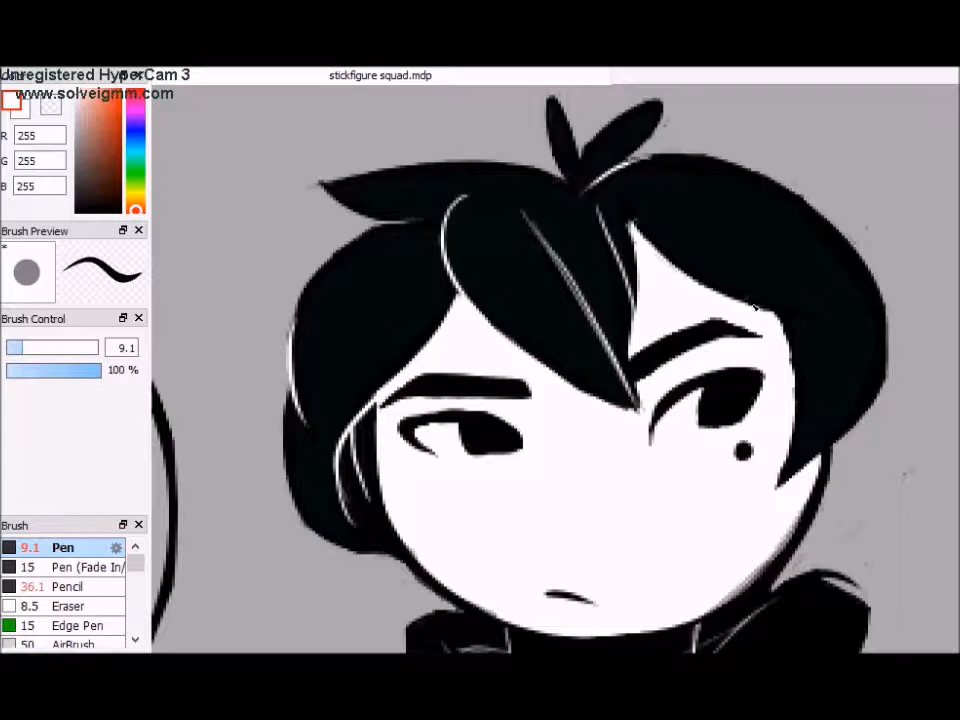 Unregistered HyperCam 3
stickfigure squad.mdp
www.solveigmm.com
R 255
G 255
B 255
Brush Preview
*
Brush Control
9.1
100 %
Brush
9.1 Pen
15 Pen (Fade In/
36.1 Pencil
8.5 Eraser
15 Edge Pen
50 AirBrush